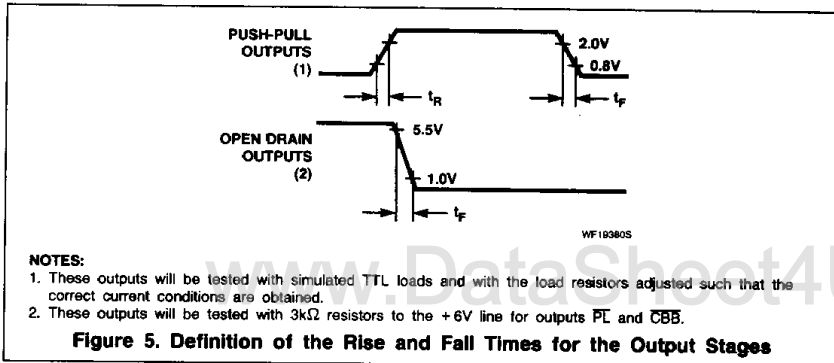 PUSH-PULL
OUTPUTS
(1)
2.0V
0.8V
tR
tF
OPEN DRAIN
OUTPUTS
(2)
5.5V
1.0V
tF
WF19380S
NOTES:
1. These outputs will be tested with simulated TTL loads and with the load resistors adjusted such that the
correct current conditions are obtained.
2. These outputs will be tested with 3kΩ resistors to the +6V line for outputs P̅L̅ and C̅B̅B̅.
www.DataSheet4U
Figure 5. Definition of the Rise and Fall Times for the Output Stages